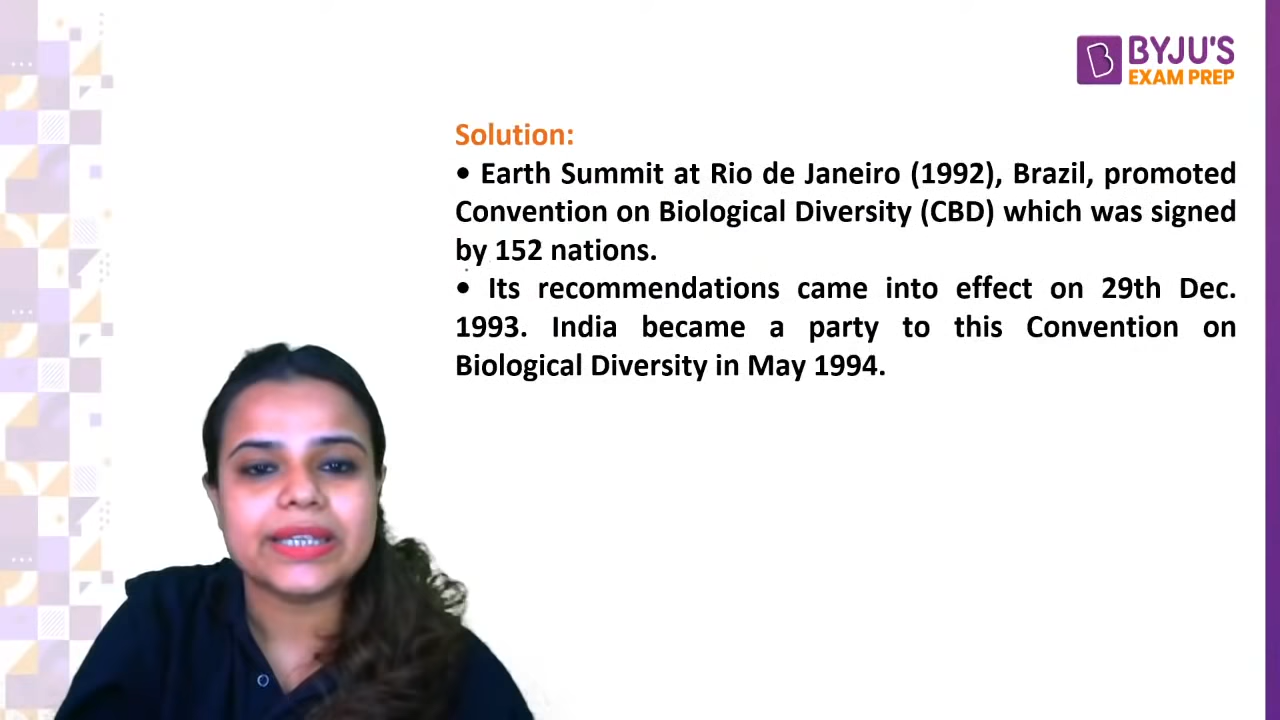 BYJU'S
EXAM PREP
Solution:
• Earth Summit at Rio de Janeiro (1992), Brazil, promoted
Convention on Biological Diversity (CBD) which was signed
by 152 nations.
• Its recommendations came into effect on 29th Dec.
1993. India became a party to this Convention on
Biological Diversity in May 1994.